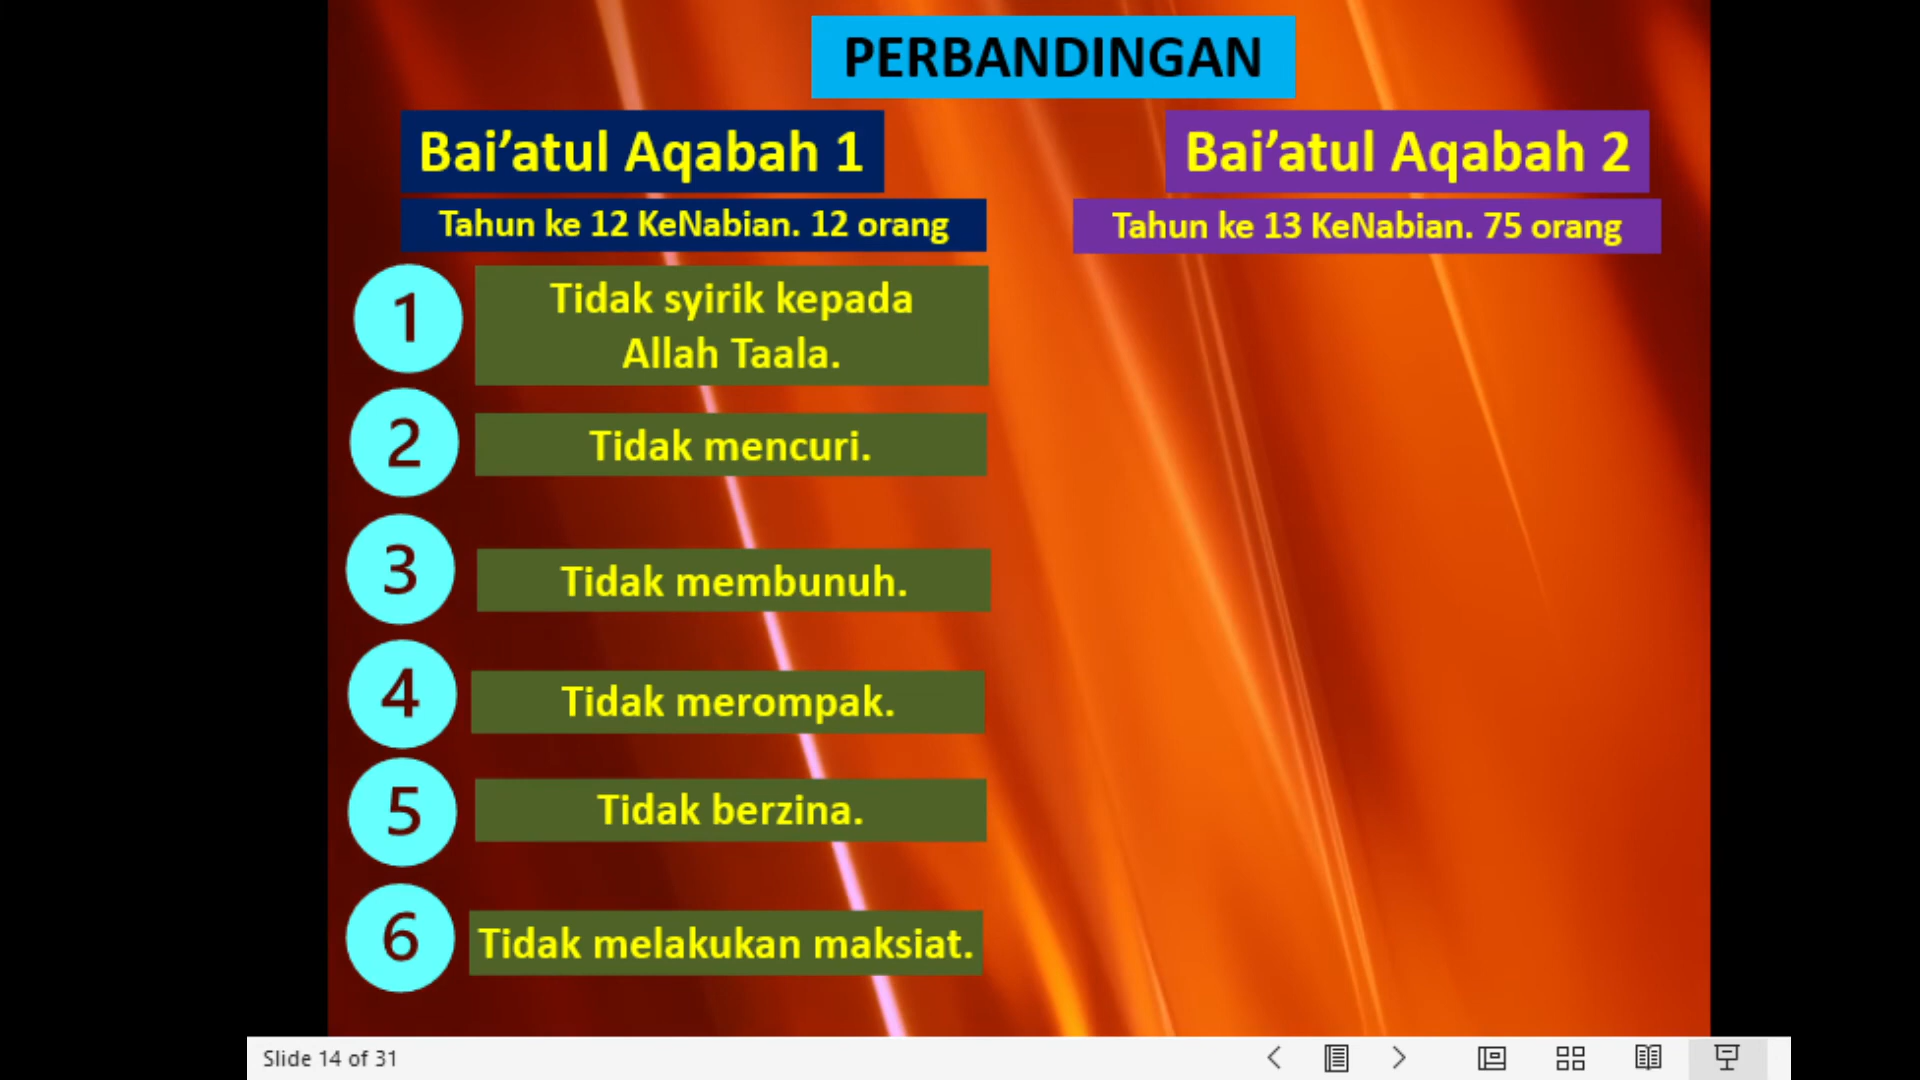 PERBANDINGAN
Bai’atul Aqabah 1
Tahun ke 12 KeNabian. 12 orang
1
Tidak syirik kepada
Allah Taala.
2
Tidak mencuri.
3
Tidak membunuh.
4
Tidak merompak.
5
Tidak berzina.
6
Tidak melakukan maksiat.
Bai’atul Aqabah 2
Tahun ke 13 KeNabian. 75 orang
Slide 14 of 31